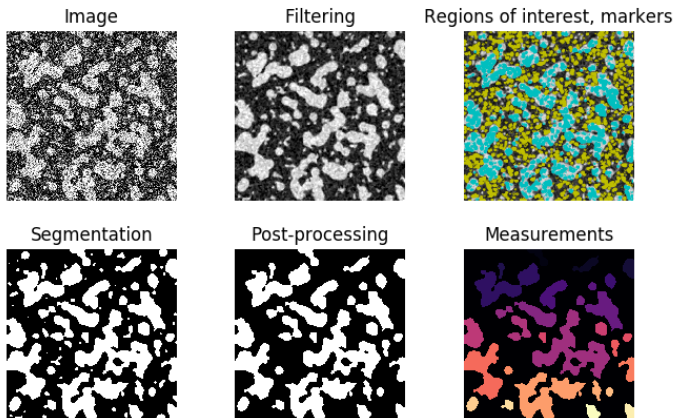 Image
Filtering
Regions of interest, markers
Segmentation
Post-processing
Measurements